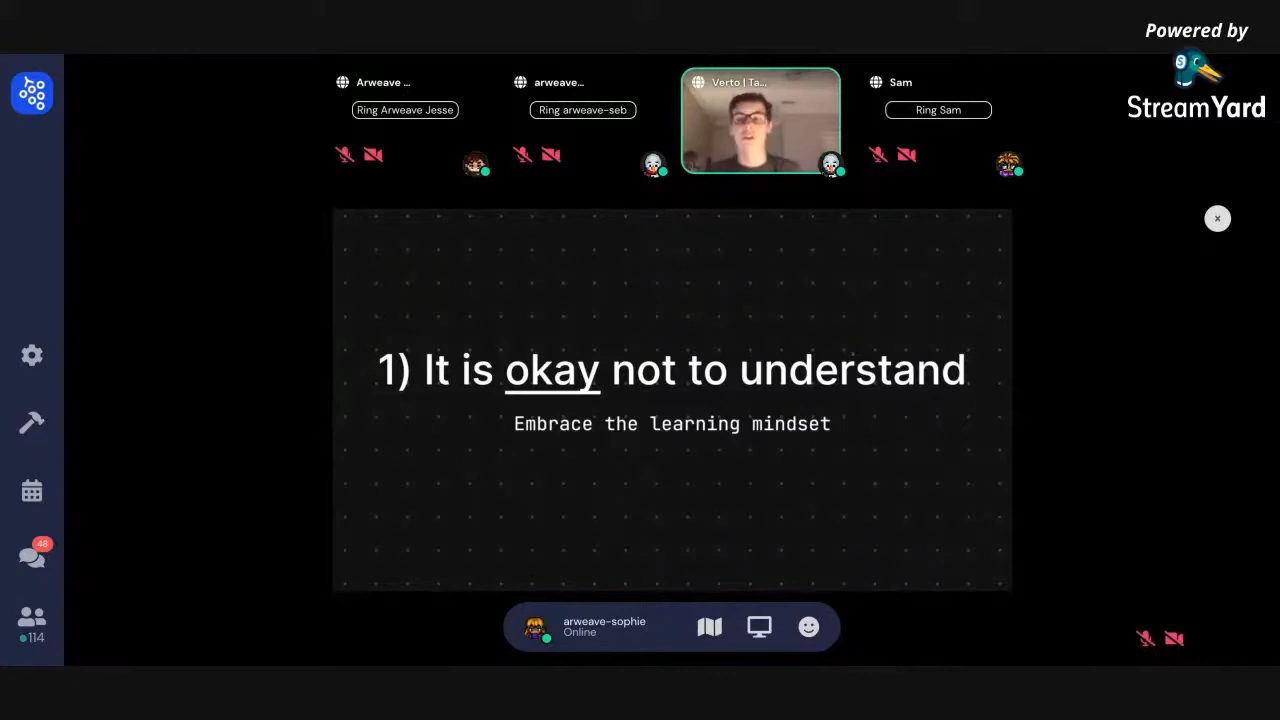 Powered by
StreamYard
Arweave ...
arweave...
Verto | Ta...
Sam
Ring Arweave Jesse
Ring arweave-seb
Ring Sam
1) It is okay not to understand
Embrace the learning mindset
48
114
arweave-sophie
Online